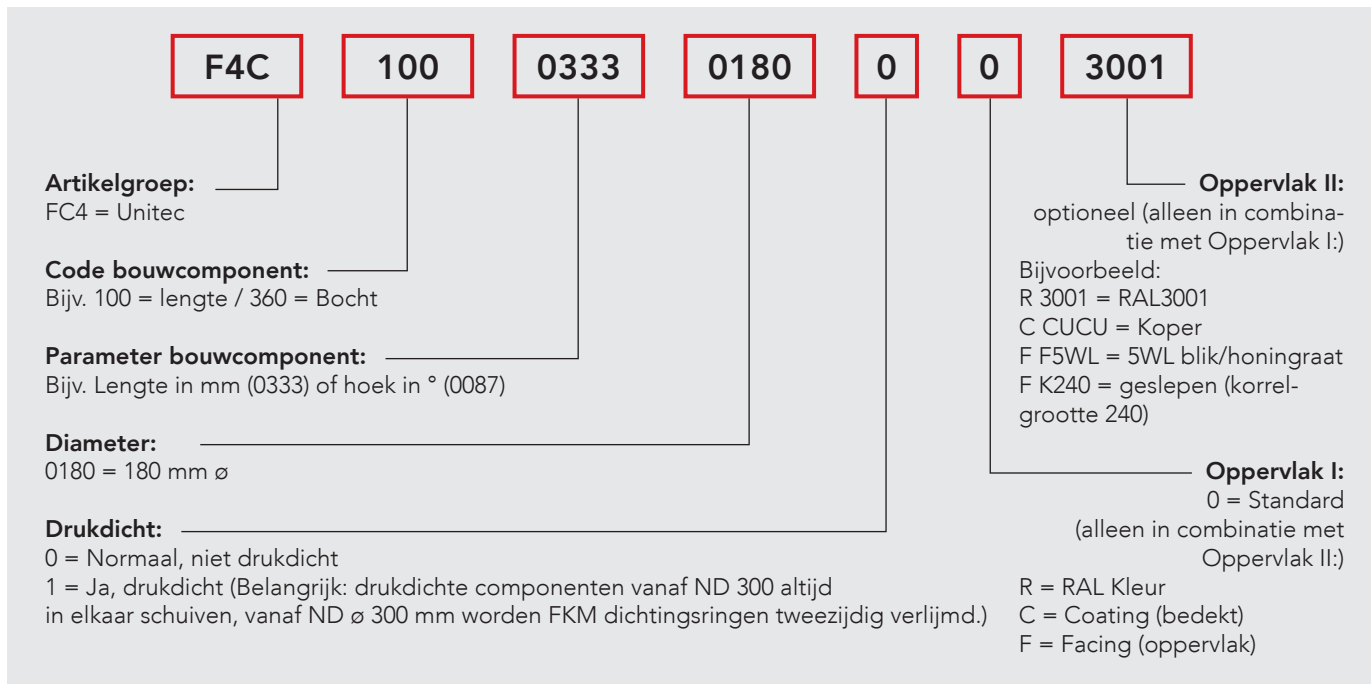 F4C 100 0333 0180 0 0 3001
Artikelgroep:
FC4 = Unitec
Code bouwcomponent:
Bijv. 100 = lengte / 360 = Bocht
Parameter bouwcomponent:
Bijv. Lengte in mm (0333) of hoek in ° (0087)
Diameter:
0180 = 180 mm ø
Drukdicht:
0 = Normaal, niet drukdicht
1 = Ja, drukdicht (Belangrijk: drukdichte componenten vanaf ND 300 altijd
in elkaar schuiven, vanaf ND ø 300 mm worden FKM dichtingsringen tweezijdig verlijmd.)
Oppervlak II:
optioneel (alleen in combina-
tie met Oppervlak I:)
Bijvoorbeeld:
R 3001 = RAL3001
C CUCU = Koper
F F5WL = 5WL blik/honingraat
F K240 = geslepen (korrel-
grootte 240)
Oppervlak I:
0 = Standard
(alleen in combinatie met
Oppervlak II:)
R = RAL Kleur
C = Coating (bedekt)
F = Facing (oppervlak)